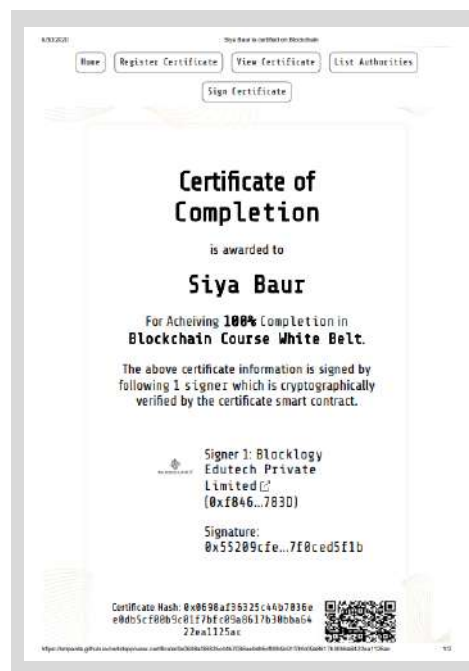 Siya Baur is certified on Blockchain
Home Register Certificate View Certificate List Authorities
Sign Certificate
Certificate of
Completion
is awarded to
Siya Baur
For Acheiving 100% Completion in
Blockchain Course White Belt.
The above certificate information is signed by
following 1 signer which is cryptographically
verified by the certificate smart contract.
Signer 1: Blocklogy
Edutech Private
Limited
(0xf846...783D)
Signature:
0x55209cfe...7f0ced5f1b
Certificate Hash: 0x0698af36325c44b7036e
e0db5cf00b9c01f7bfc09a8617b30bba64
22ea1125ac